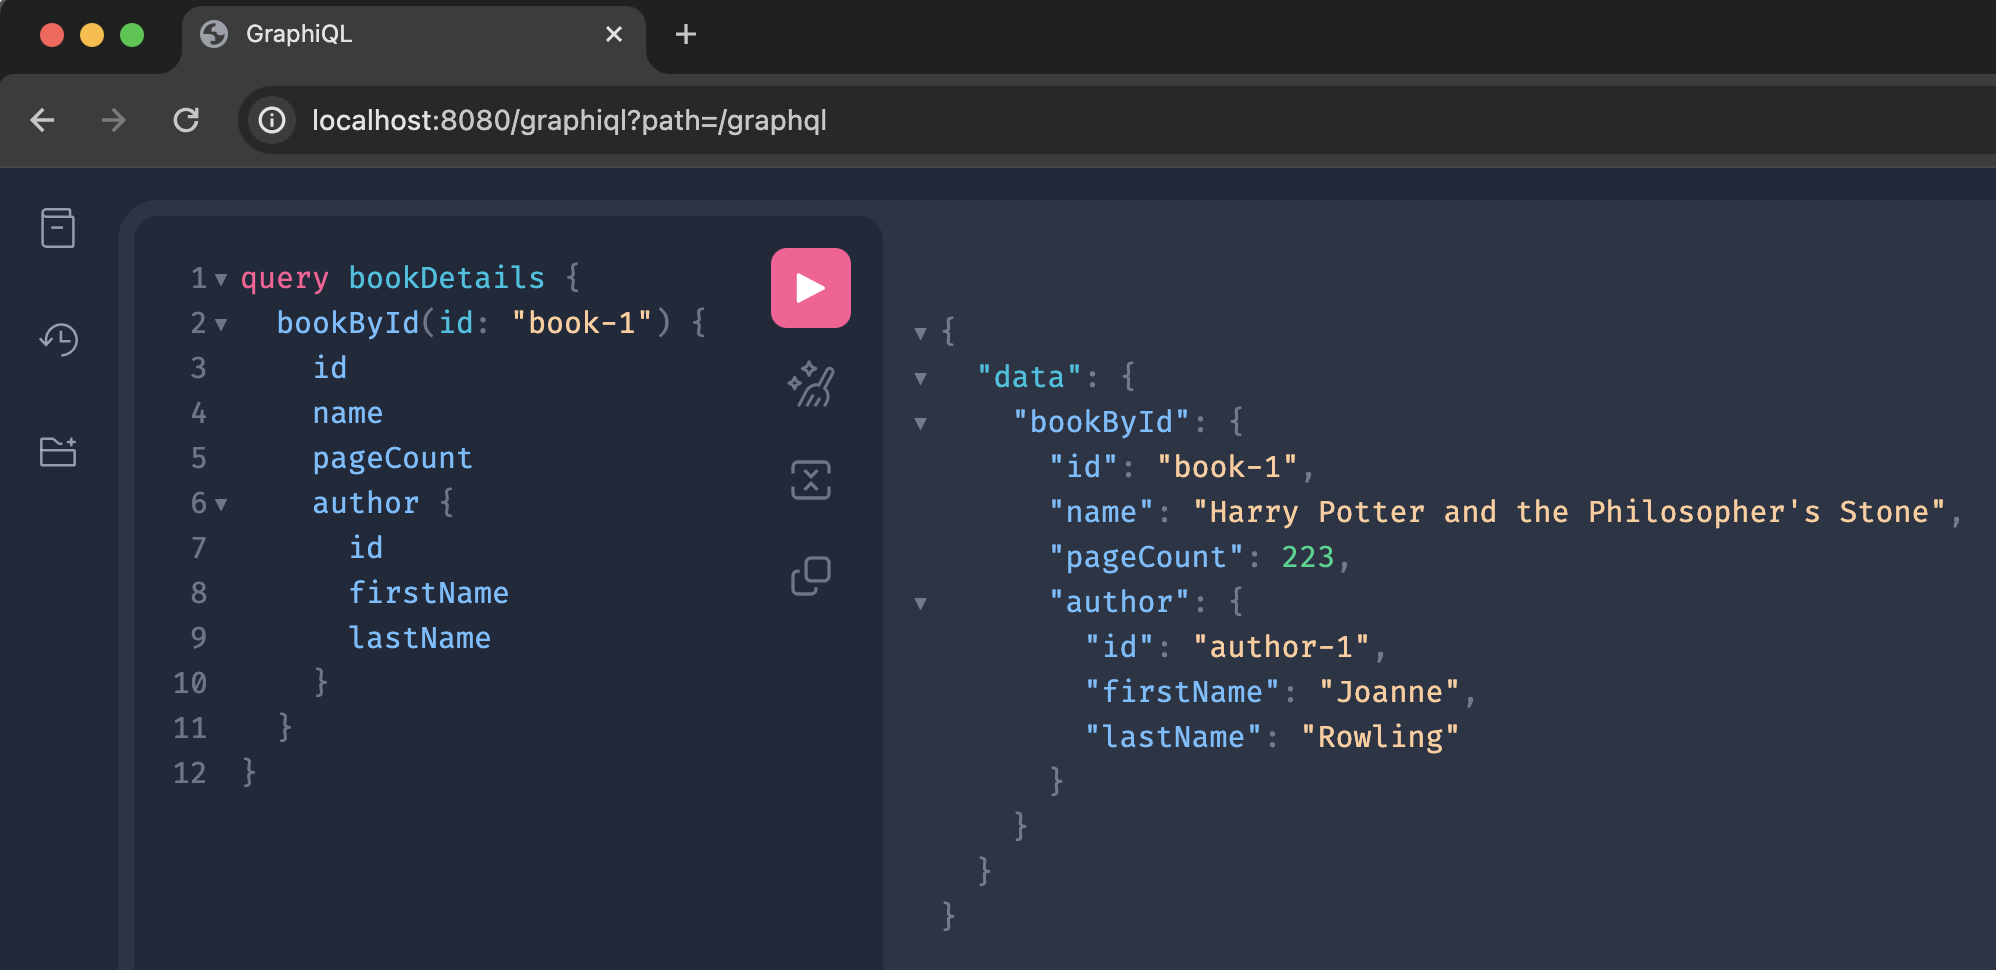 GraphiQL
localhost:8080/graphiql?path=/graphql
1 query bookDetails {
2 bookById(id: "book-1") {
3 id
4 name
5 pageCount
6 author {
7 id
8 firstName
9 lastName
10 }
11 }
12 }
{
"data": {
"bookById": {
"id": "book-1",
"name": "Harry Potter and the Philosopher's Stone",
"pageCount": 223,
"author": {
"id": "author-1",
"firstName": "Joanne",
"lastName": "Rowling"
}
}
}
}